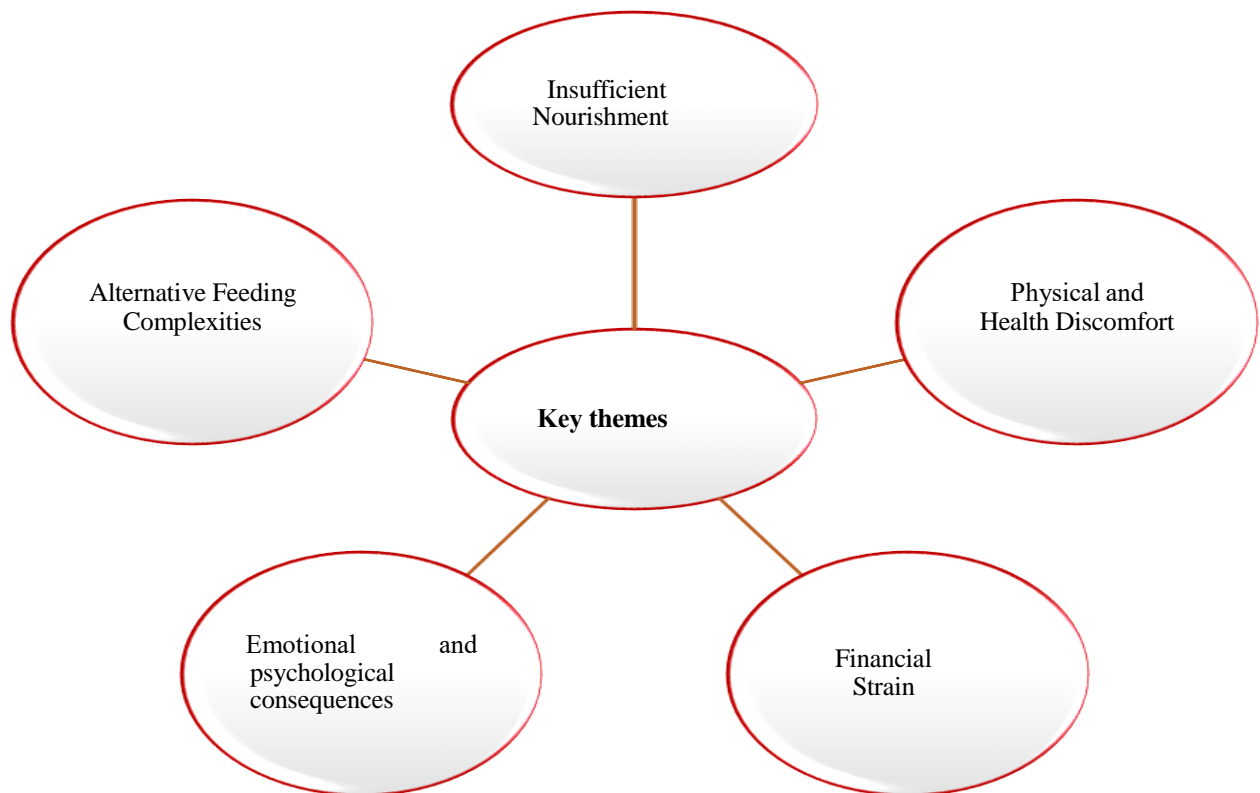 Insufficient
Nourishment
Alternative Feeding
Complexities
Physical and
Health Discomfort
Key themes
Emotional and
psychological
consequences
Financial
Strain